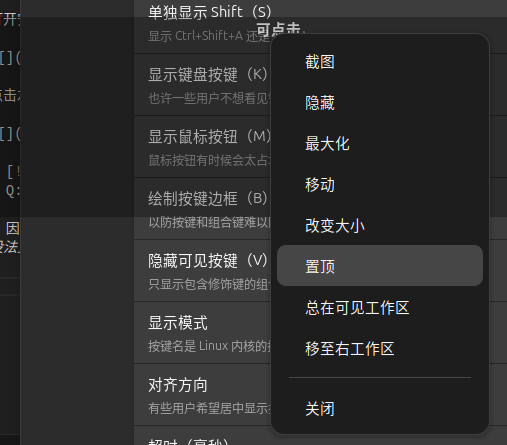 单独显示 Shift（S）
可点击
显示 Ctrl+Shift+A 还是
显示键盘按键（K）
也许一些用户不想看见
显示鼠标按钮（M）
鼠标按钮有时候会太占
绘制按键边框（B）
以防按键和组合键难以
隐藏可见按键（V）
只显示包含修饰键的组
显示模式
按键名是 Linux 内核的
对齐方向
有些用户希望居中显示
超时（毫秒）
截图
隐藏
最大化
移动
改变大小
置顶
总在可见工作区
移至右工作区
关闭
打开
[](
点击
[](
[!
Q:
因
没法